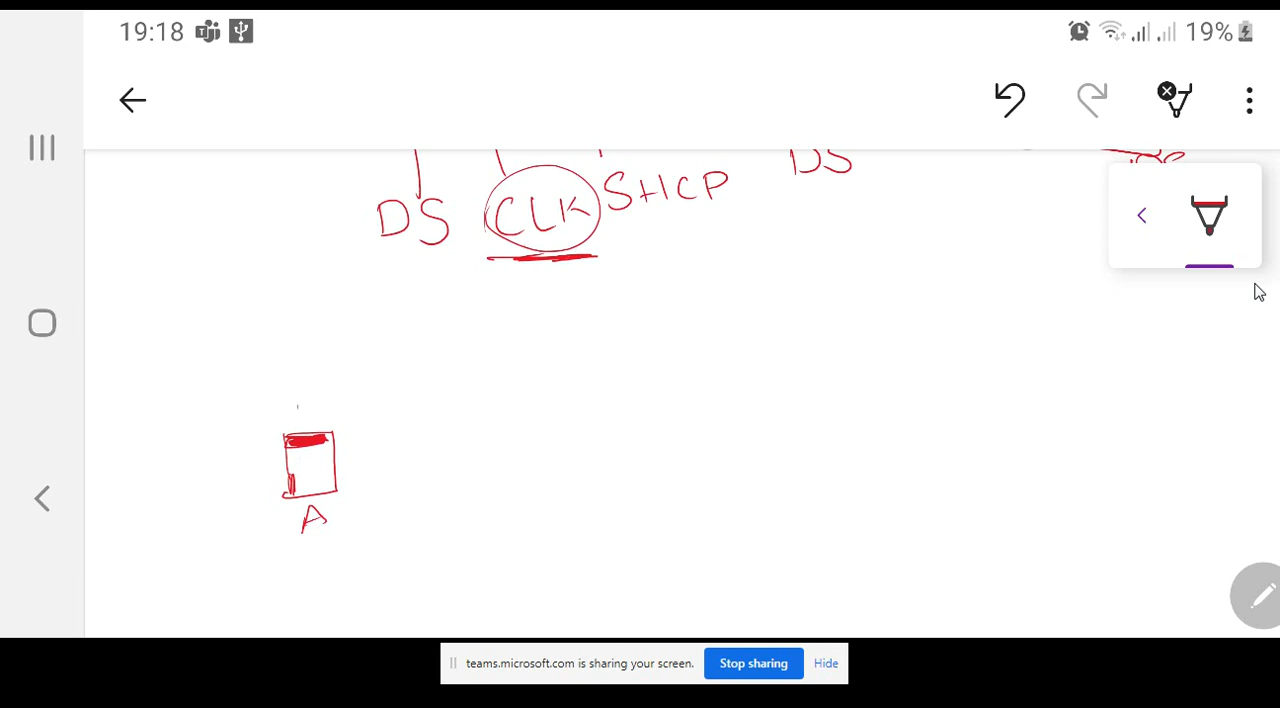 19:18 19%
DS
DS CLK SHCP
A
teams.microsoft.com is sharing your screen. Stop sharing Hide